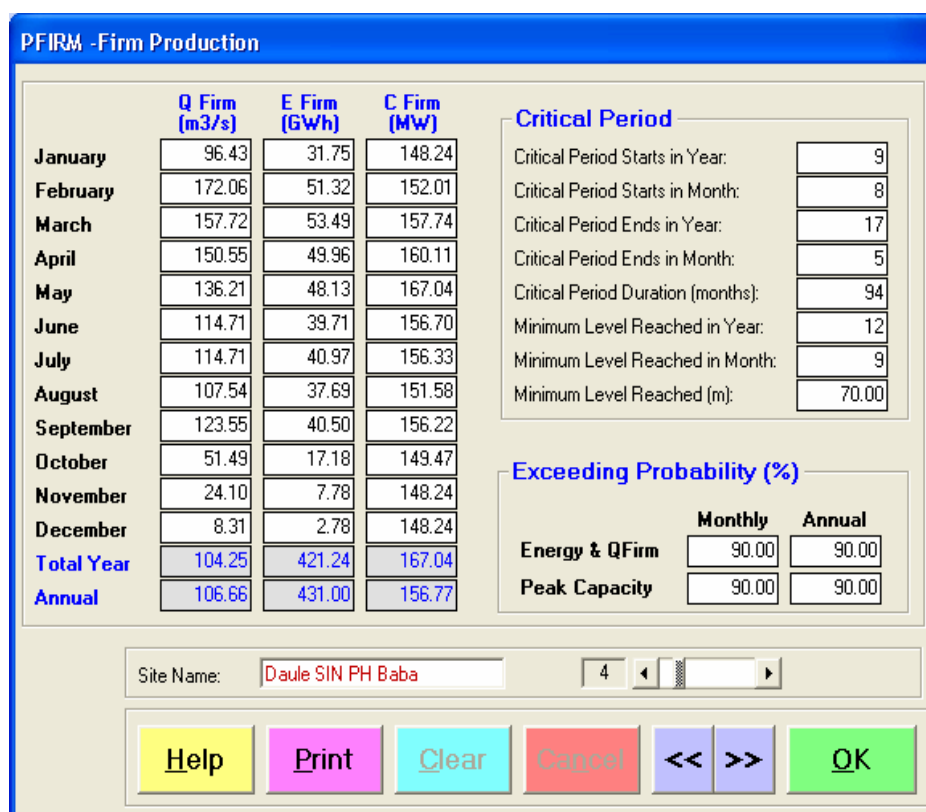 PFIRM -Firm Production
Q Firm (m3/s) E Firm (GWh) C Firm (MW)
January 96.43 31.75 148.24
February 172.06 51.32 152.01
March 157.72 53.49 157.74
April 150.55 49.96 160.11
May 136.21 48.13 167.04
June 114.71 39.71 156.70
July 114.71 40.97 156.33
August 107.54 37.69 151.58
September 123.55 40.50 156.22
October 51.49 17.18 149.47
November 24.10 7.78 148.24
December 8.31 2.78 148.24
Total Year 104.25 421.24 167.04
Annual 106.66 431.00 156.77
Critical Period
Critical Period Starts in Year: 9
Critical Period Starts in Month: 8
Critical Period Ends in Year: 17
Critical Period Ends in Month: 5
Critical Period Duration (months): 94
Minimum Level Reached in Year: 12
Minimum Level Reached in Month: 9
Minimum Level Reached (m): 70.00
Exceeding Probability (%)
Monthly Annual
Energy & QFirm 90.00 90.00
Peak Capacity 90.00 90.00
Site Name: Daule SIN PH Baba 4
Help Print Clear Cancel << >> OK